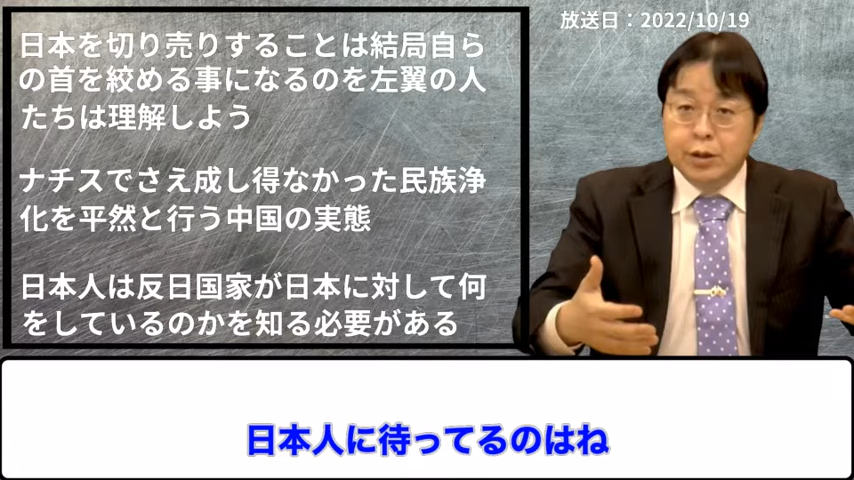 放送日：2022/10/19
日本を切り売りすることは結局自ら
の首を絞める事になるのを左翼の人
たちは理解しよう
ナチスでさえ成し得なかった民族浄
化を平然と行う中国の実態
日本人は反日国家が日本に対して何
をしているのかを知る必要がある
日本人に待ってるのはね